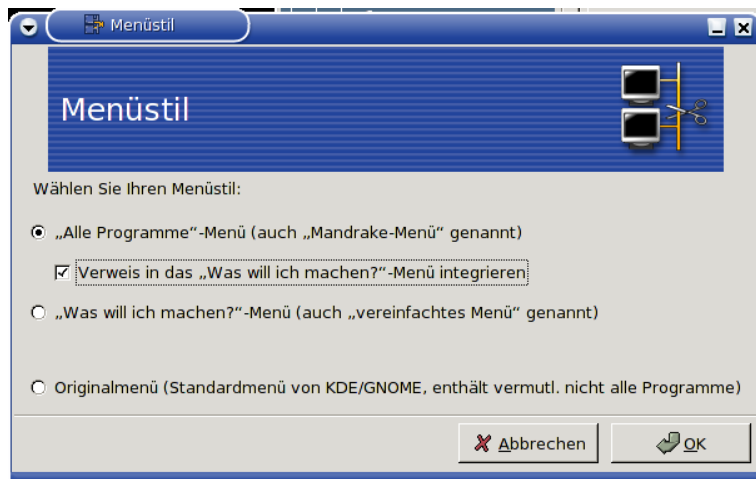 Menüstil
Menüstil
Wählen Sie Ihren Menüstil:
„Alle Programme“-Menü (auch „Mandrake-Menü“ genannt)
Verweis in das „Was will ich machen?“-Menü integrieren
„Was will ich machen?“-Menü (auch „vereinfachtes Menü“ genannt)
Originalmenü (Standardmenü von KDE/GNOME, enthält vermutl. nicht alle Programme)
Abbrechen
OK